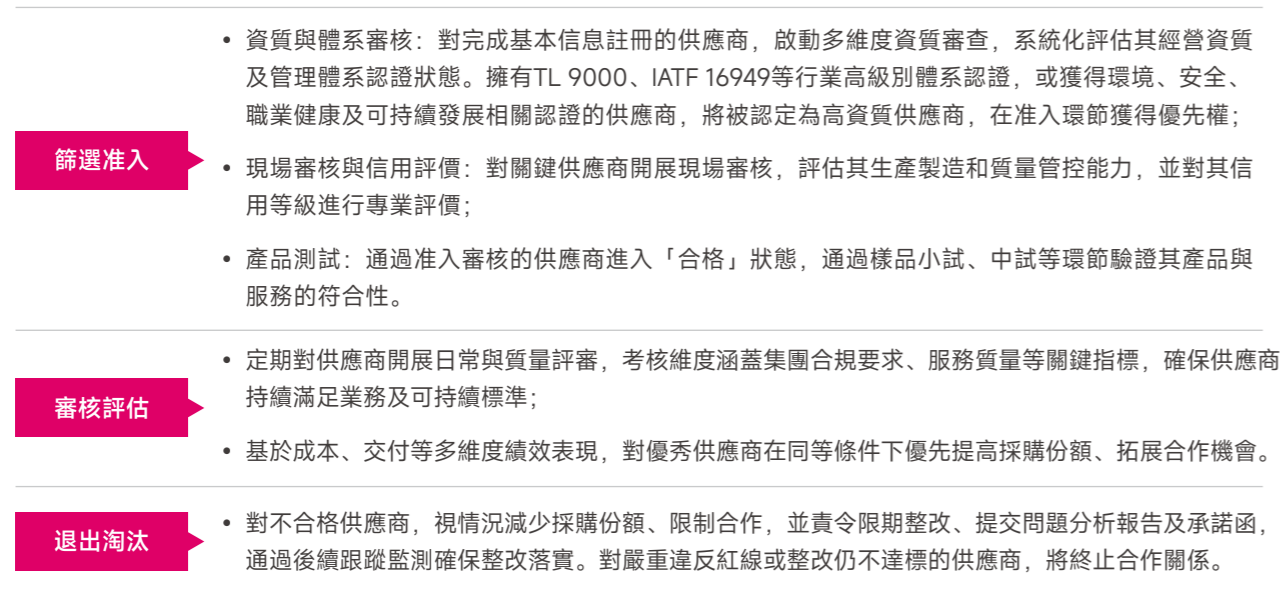 篩選准入
• 資質與體系審核：對完成基本信息註冊的供應商，啟動多維度資質審查，系統化評估其經營資質
及管理體系認證狀態。擁有TL 9000、IATF 16949等行業高級別體系認證，或獲得環境、安全、
職業健康及可持續發展相關認證的供應商，將被認定為高資質供應商，在准入環節獲得優先權；
• 現場審核與信用評價：對關鍵供應商開展現場審核，評估其生產製造和質量管控能力，並對其信
用等級進行專業評價；
• 產品測試：通過准入審核的供應商進入「合格」狀態，通過樣品小試、中試等環節驗證其產品與
服務的符合性。
審核評估
• 定期對供應商開展日常與質量評審，考核維度涵蓋集團合規要求、服務質量等關鍵指標，確保供應商
持續滿足業務及可持續標準；
• 基於成本、交付等多維度績效表現，對優秀供應商在同等條件下優先提高採購份額、拓展合作機會。
退出淘汰
• 對不合格供應商，視情況減少採購份額、限制合作，並責令限期整改、提交問題分析報告及承諾函，
通過後續跟蹤監測確保整改落實。對嚴重違反紅線或整改仍不達標的供應商，將終止合作關係。